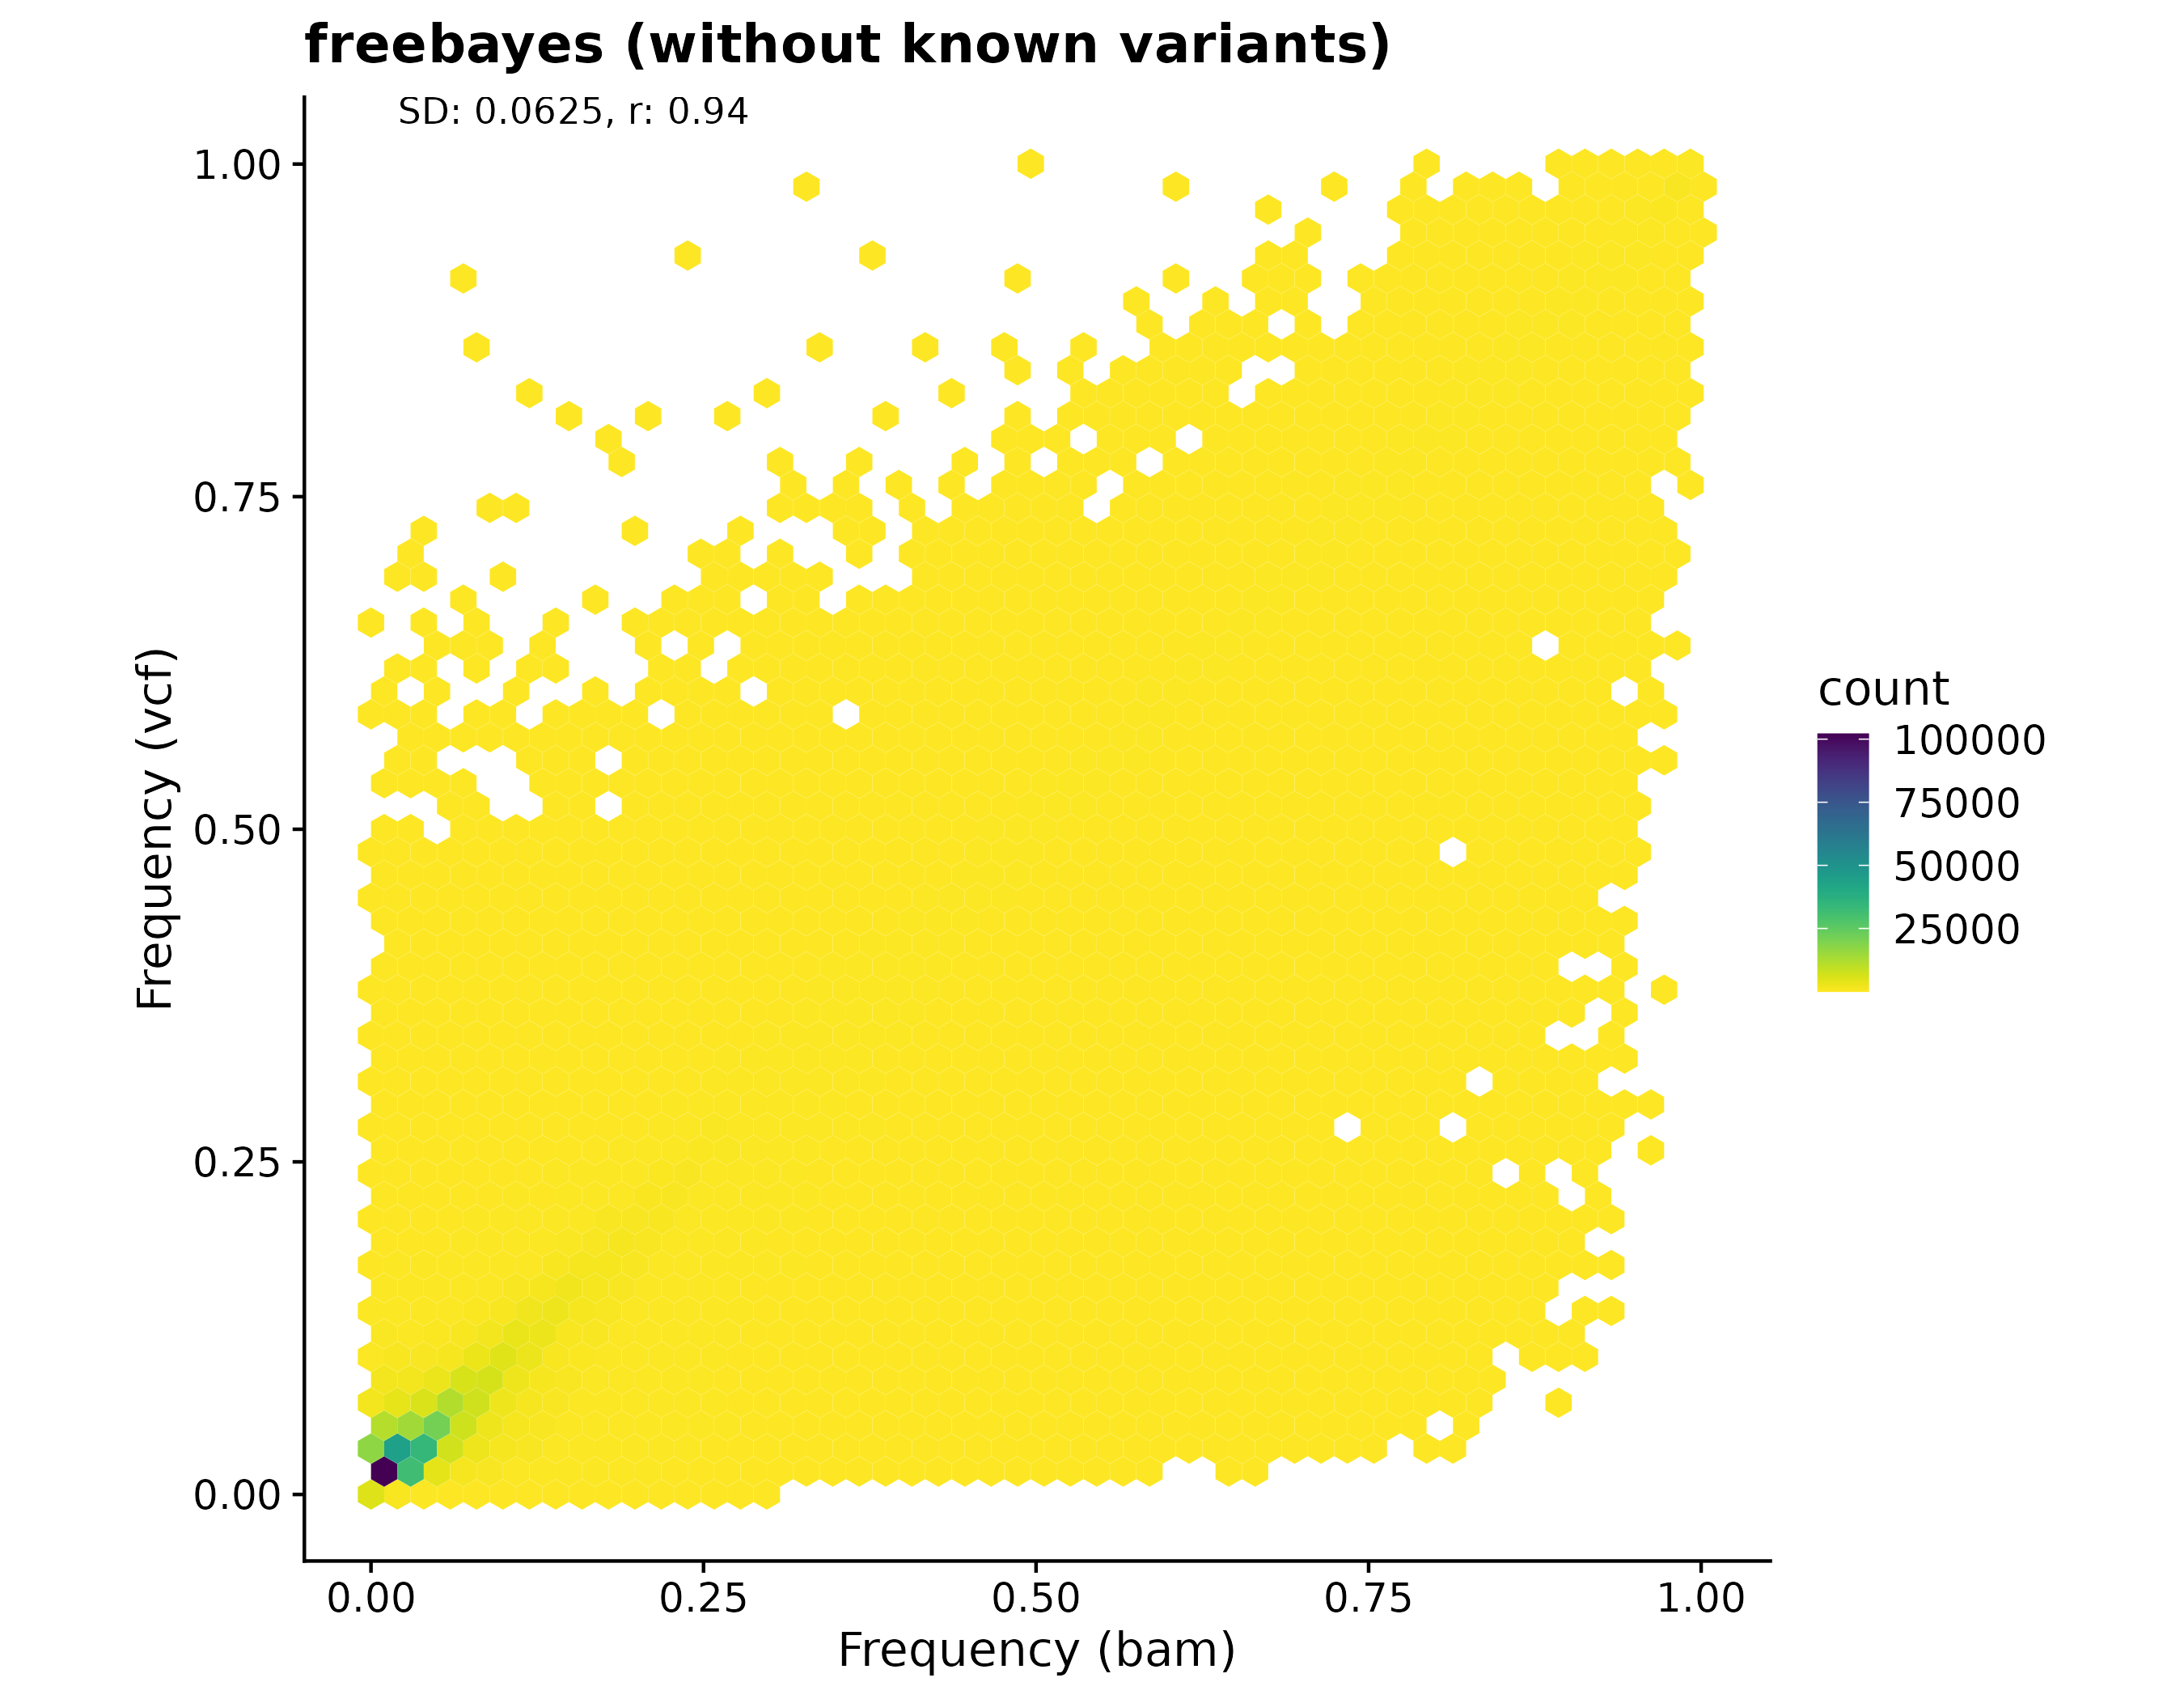 freebayes (without known variants)
SD: 0.0625, r: 0.94
1.00
0.75
0.50
0.25
0.00
Frequency (vcf)
0.00 0.25 0.50 0.75 1.00
Frequency (bam)
count
100000
75000
50000
25000